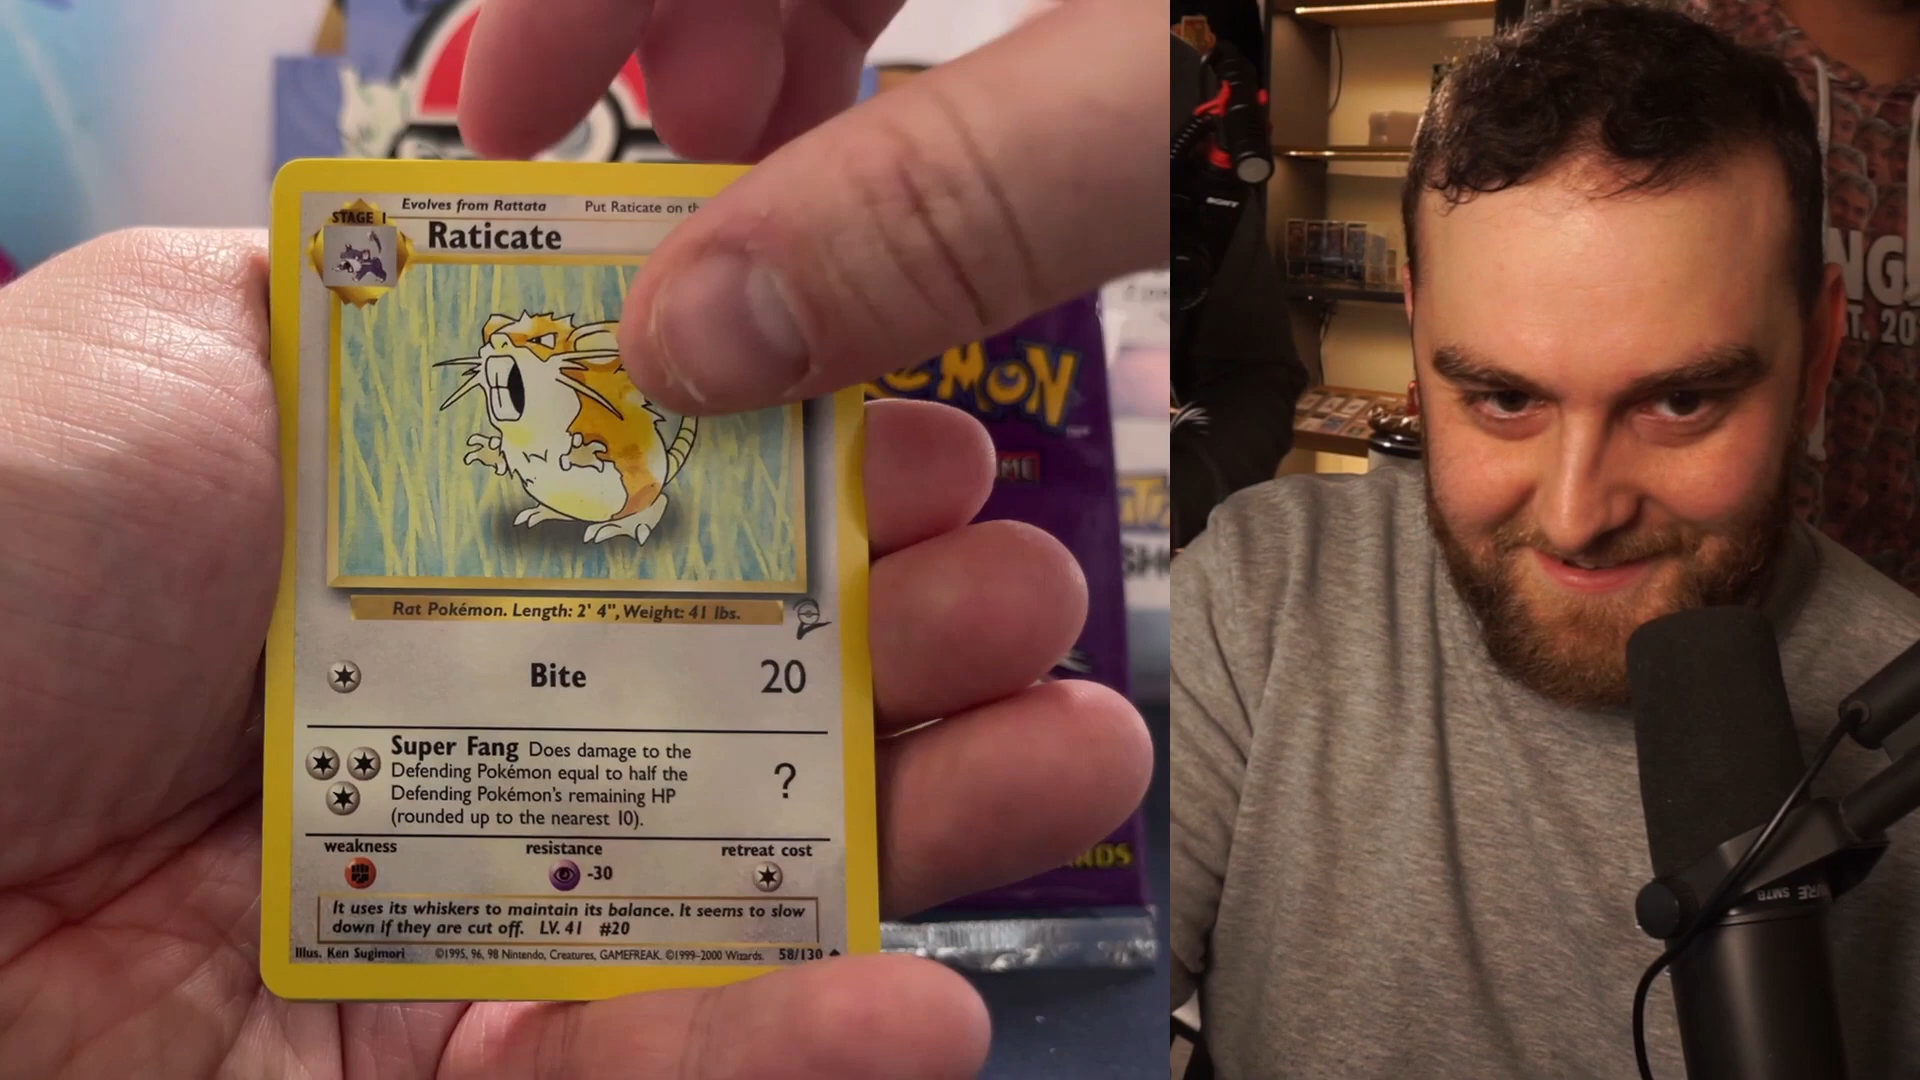 Evolves from Rattata Put Raticate on th
STAGE 1
Raticate
Rat Pokémon. Length: 2' 4", Weight: 41 lbs.
Bite 20
Super Fang Does damage to the
Defending Pokémon equal to half the
Defending Pokémon's remaining HP
(rounded up to the nearest 10).
?
weakness resistance retreat cost
-30
It uses its whiskers to maintain its balance. It seems to slow
down if they are cut off. LV. 41 #20
Illus. Ken Sugimori ©1995, 96, 98 Nintendo, Creatures, GAMEFREAK. ©1999-2000 Wizards. 58/130
SONY
SM7B